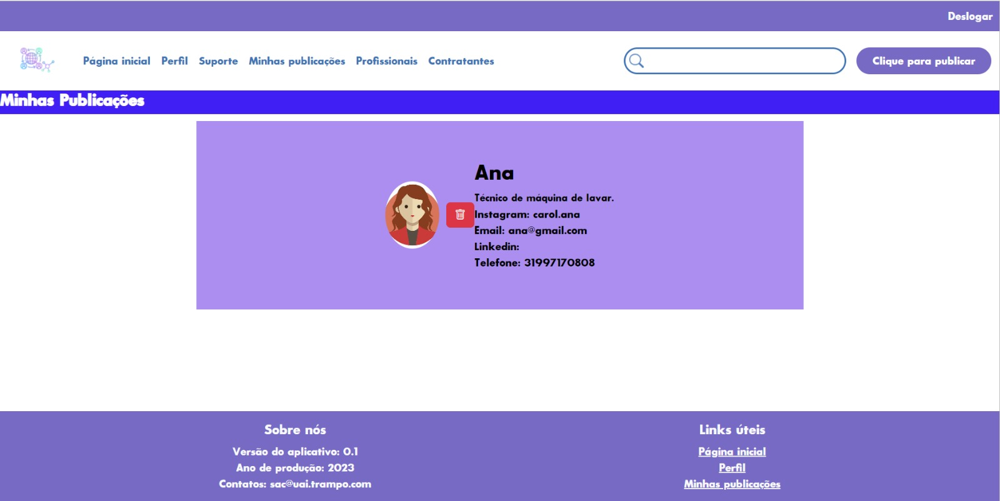 Deslogar
Página inicial Perfil Suporte Minhas publicações Profissionais Contratantes Clique para publicar
Minhas Publicações
Ana
Técnico de máquina de lavar.
Instagram: carol.ana
Email: ana@gmail.com
Linkedin:
Telefone: 31997170808
Sobre nós
Versão do aplicativo: 0.1
Ano de produção: 2023
Contatos: sac@uai.trampo.com
Links úteis
Página inicial
Perfil
Minhas publicações